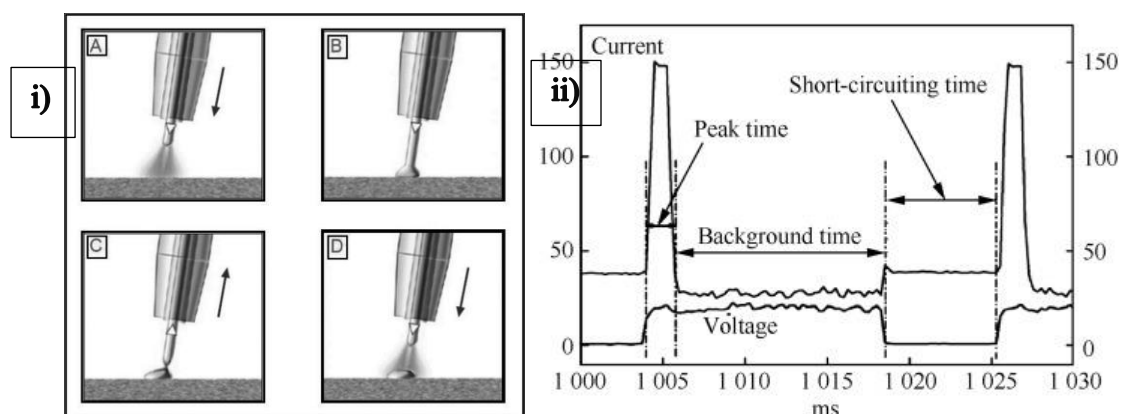 i)
A
B
C
D
ii)
Current
150
100
50
0
150
100
50
0
Short-circuiting time
Peak time
Background time
Voltage
1 000
1 005
1 010
1 015
1 020
1 025
1 030
ms